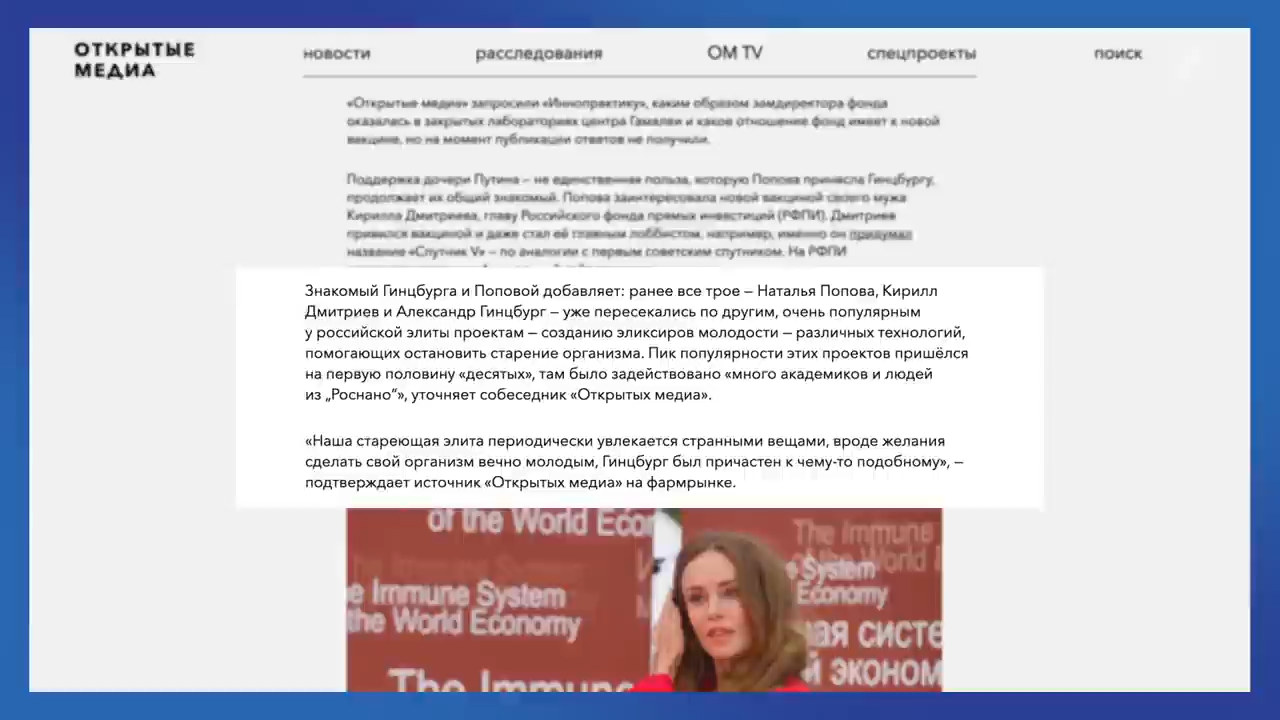 ОТКРЫТЫЕ
МЕДИА
новости
расследования
OM TV
спецпроекты
поиск
«Открытые медиа» запросили «Иннопрактику», каким образом замдиректора фонда
оказалась в закрытых лабораториях центра Гамалеи и какое отношение фонд имеет к новой
вакцине, но на момент публикации ответов не получили.
Поддержка дочери Путина — не единственная польза, которую Попова принесла Гинцбургу,
продолжает их общий знакомый. Попова заинтересовала новой вакциной своего мужа
Кирилла Дмитриева, главу Российского фонда прямых инвестиций (РФПИ). Дмитриев
привился вакциной и даже стал её главным лоббистом, например, именно он придумал
название «Спутник V» — по аналогии с первым советским спутником. На РФПИ
Знакомый Гинцбурга и Поповой добавляет: ранее все трое — Наталья Попова, Кирилл
Дмитриев и Александр Гинцбург — уже пересекались по другим, очень популярным
у российской элиты проектам — созданию эликсиров молодости — различных технологий,
помогающих остановить старение организма. Пик популярности этих проектов пришёлся
на первую половину «десятых», там было задействовано «много академиков и людей
из „Роснано“», уточняет собеседник «Открытых медиа».
«Наша стареющая элита периодически увлекается странными вещами, вроде желания
сделать свой организм вечно молодым, Гинцбург был причастен к чему-то подобному», —
подтверждает источник «Открытых медиа» на фармрынке.
of the World Econ
The Immune
of the World
e Immune System
the World Economy
System
Economy
ная систе
й эконом
The Immune